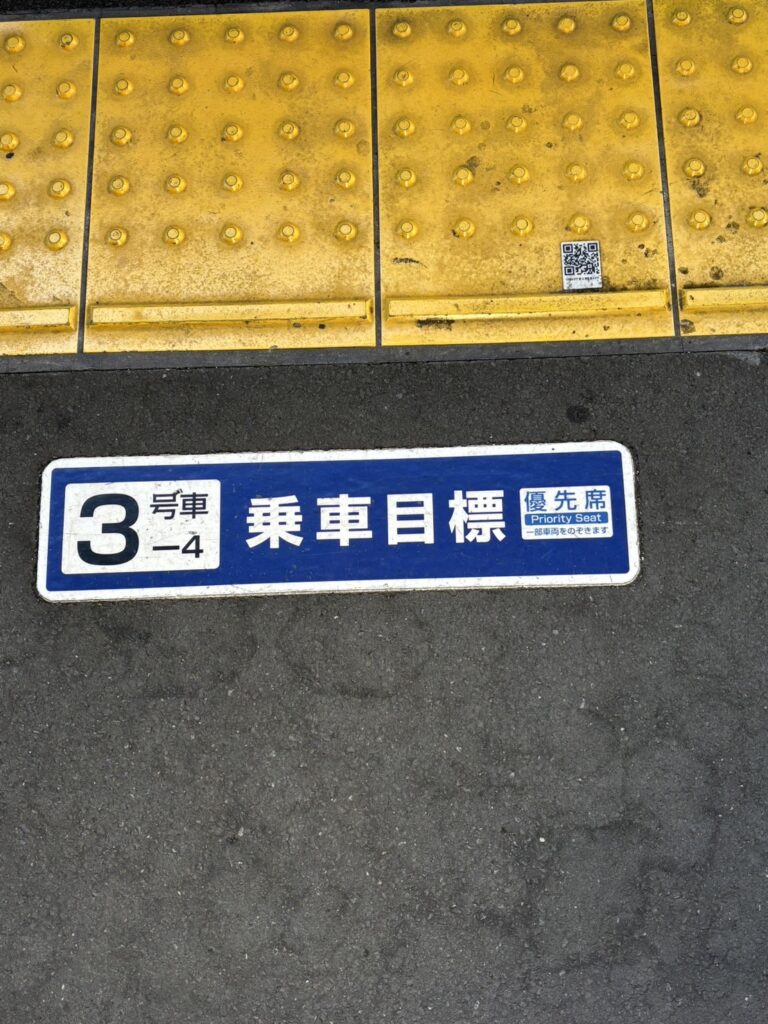 3号車
－4
乗車目標
優先席
Priority Seat
一部車両をのぞきます